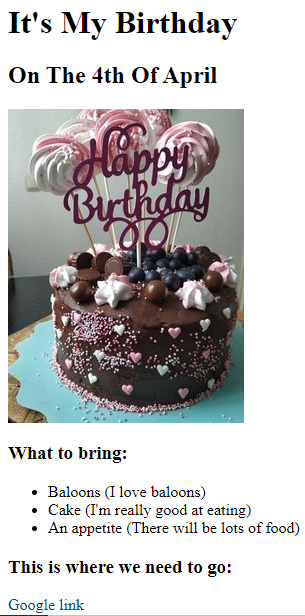 It's My Birthday
On The 4th Of April
Happy
Birthday
What to bring:
Baloons (I love baloons)
Cake (I'm really good at eating)
An appetite (There will be lots of food)
This is where we need to go:
Google link